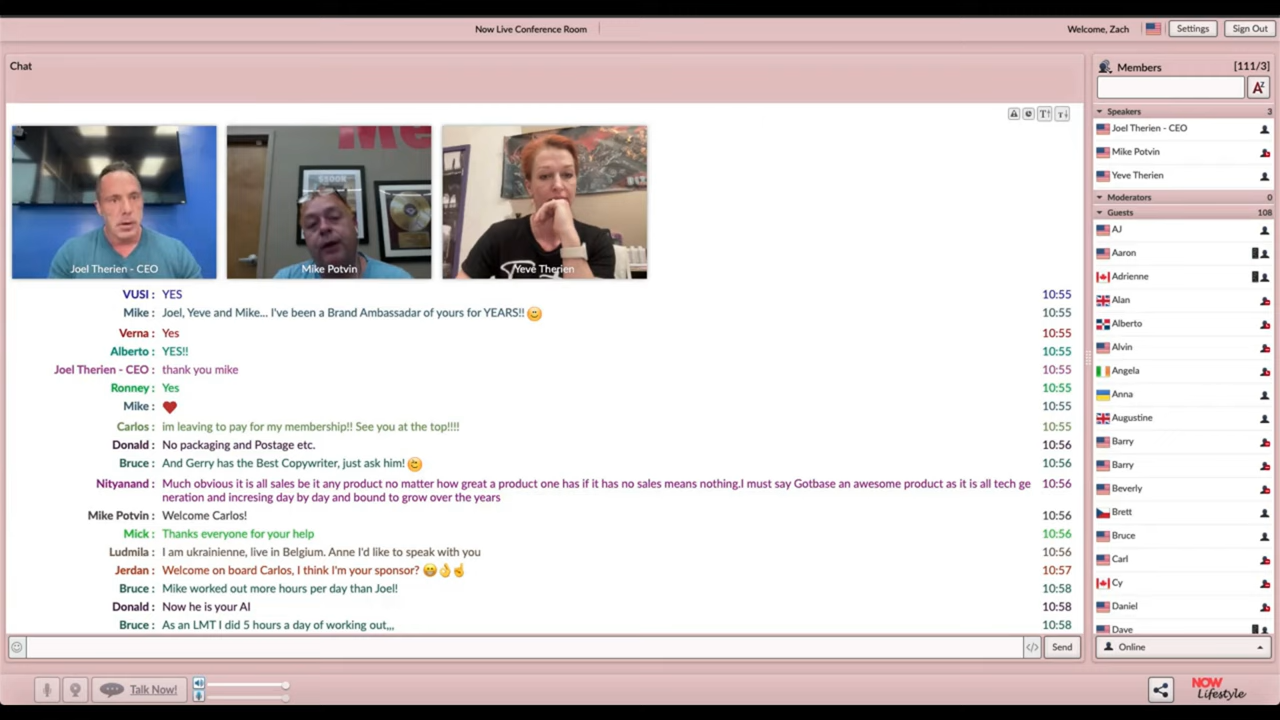 Now Live Conference Room
Welcome, Zach
Settings
Sign Out
Chat
Members
[111/3]
Joel Therien - CEO
Mike Potvin
Yeve Therien
VUSI : YES 10:55
Mike : Joel, Yeve and Mike... I've been a Brand Ambassadar of yours for YEARS!! 10:55
Verna : Yes 10:55
Alberto : YES!! 10:55
Joel Therien - CEO : thank you mike 10:55
Ronney : Yes 10:55
Mike : 10:55
Carlos : im leaving to pay for my membership!! See you at the top!!!! 10:55
Donald : No packaging and Postage etc. 10:56
Bruce : And Gerry has the Best Copywriter, just ask him! 10:56
Nityanand : Much obvious it is all sales be it any product no matter how great a product one has if it has no sales means nothing.I must say Gotbase an awesome product as it is all tech ge 10:56
neration and incresing day by day and bound to grow over the years
Mike Potvin : Welcome Carlos! 10:56
Mick : Thanks everyone for your help 10:56
Ludmila : I am ukrainienne, live in Belgium. Anne I'd like to speak with you 10:56
Jerdan : Welcome on board Carlos, I think I'm your sponsor? 10:57
Bruce : Mike worked out more hours per day than Joel! 10:58
Donald : Now he is your AI 10:58
Bruce : As an LMT I did 5 hours a day of working out,,, 10:58
Send
Talk Now!
Speakers 3
Joel Therien - CEO
Mike Potvin
Yeve Therien
Moderators 0
Guests 108
AJ
Aaron
Adrienne
Alan
Alberto
Alvin
Angela
Anna
Augustine
Barry
Barry
Beverly
Brett
Bruce
Carl
Cy
Daniel
Dave
Online
NOW
Lifestyle